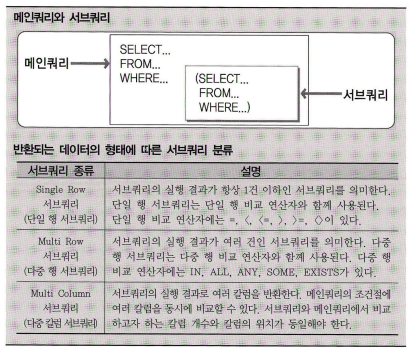 메인쿼리와 서브쿼리
SELECT...
FROM...
WHERE...
메인쿼리
(SELECT...
FROM...
WHERE...)
서브쿼리
반환되는 데이터의 형태에 따른 서브쿼리 분류
서브쿼리 종류 설명
Single Row
서브쿼리
(단일 행 서브쿼리)
서브쿼리의 실행 결과가 항상 1건 이하인 서브쿼리를 의미한다.
단일 행 서브쿼리는 단일 행 비교 연산자와 함께 사용된다.
단일 행 비교 연산자에는 =, <, <=, >, >=, <>이 있다.
Multi Row
서브쿼리
(다중 행 서브쿼리)
서브쿼리의 실행 결과가 여러 건인 서브쿼리를 의미한다. 다중
행 서브쿼리는 다중 행 비교 연산자와 함께 사용된다. 다중 행
비교 연산자에는 IN, ALL, ANY, SOME, EXISTS가 있다.
Multi Column
서브쿼리
(다중 칼럼 서브쿼리)
서브쿼리의 실행 결과로 여러 칼럼을 반환한다. 메인쿼리의 조건절에
여러 칼럼을 동시에 비교할 수 있다. 서브쿼리와 메인쿼리에서 비교
하고자 하는 칼럼 개수와 칼럼의 위치가 동일해야 한다.